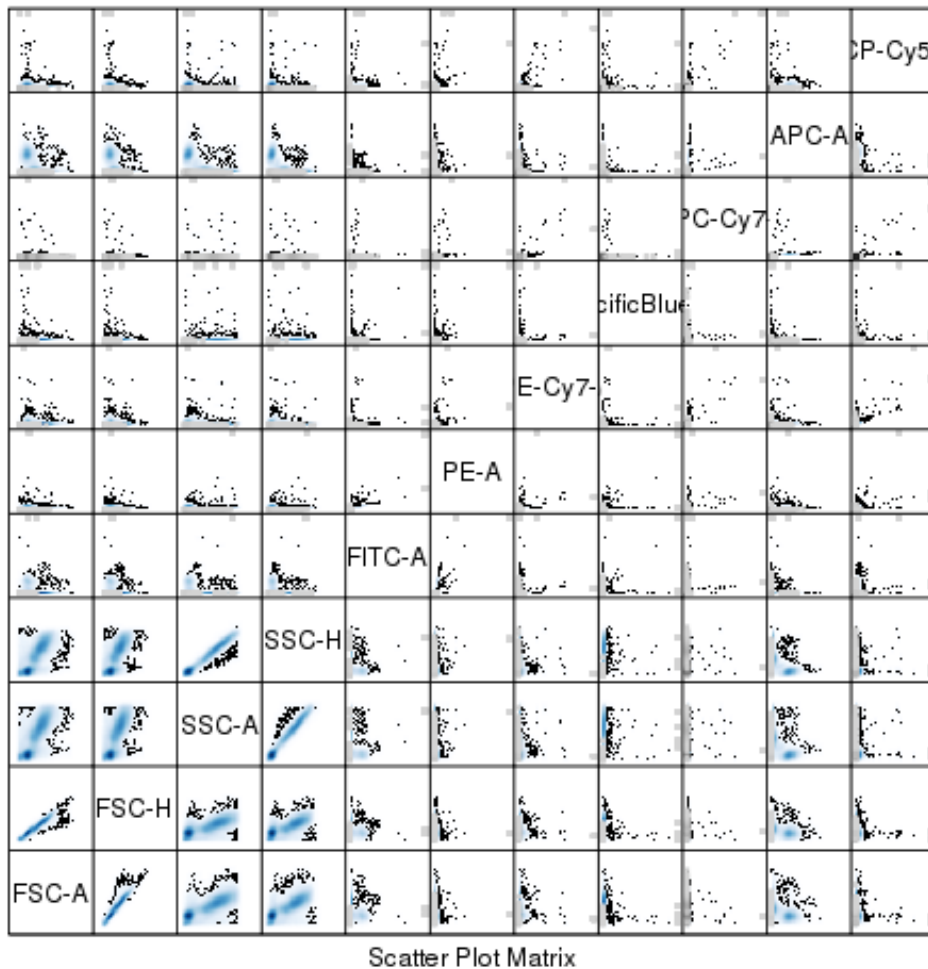 CP-Cy5
APC-A
PC-Cy7
cificBlue
E-Cy7-
PE-A
FITC-A
SSC-H
SSC-A
FSC-H
FSC-A
Scatter Plot Matrix